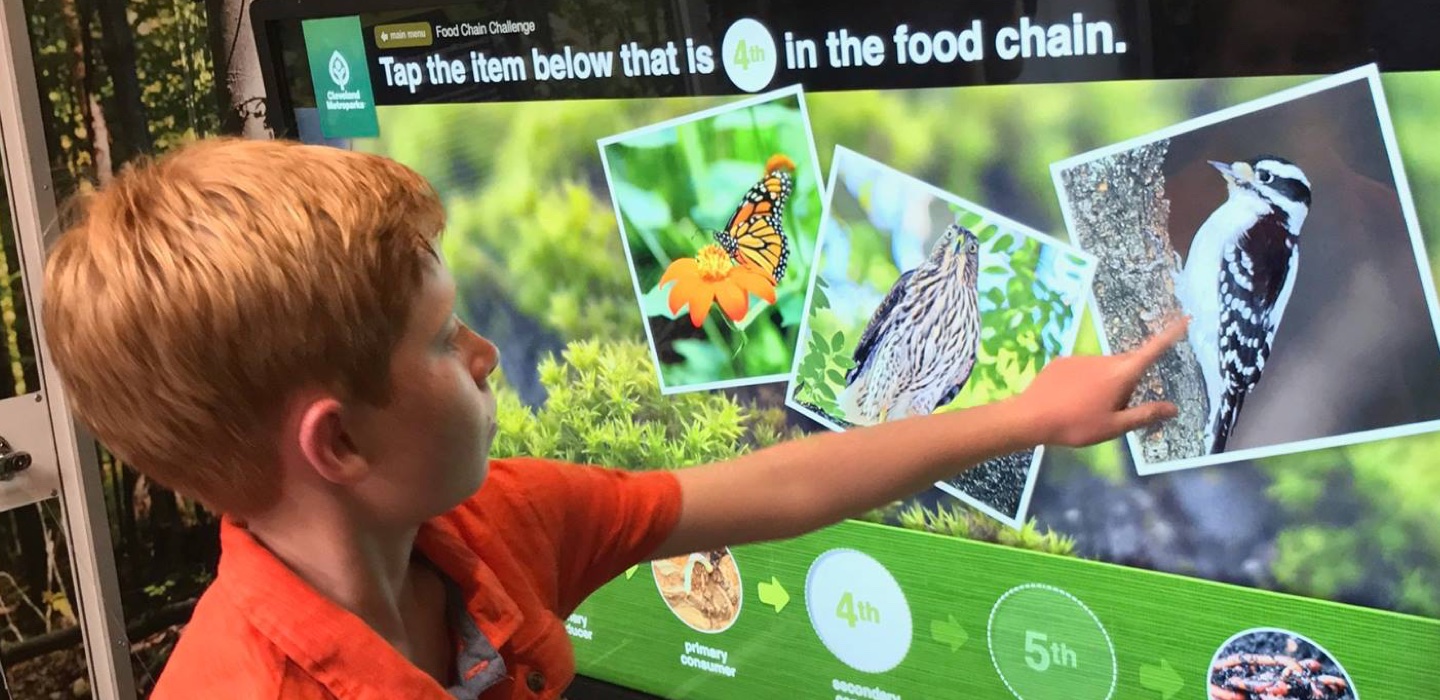 main menu
Food Chain Challenge
Tap the item below that is 4th in the food chain.
Cleveland
Metroparks
primary
consumer
4th
secondary
5th